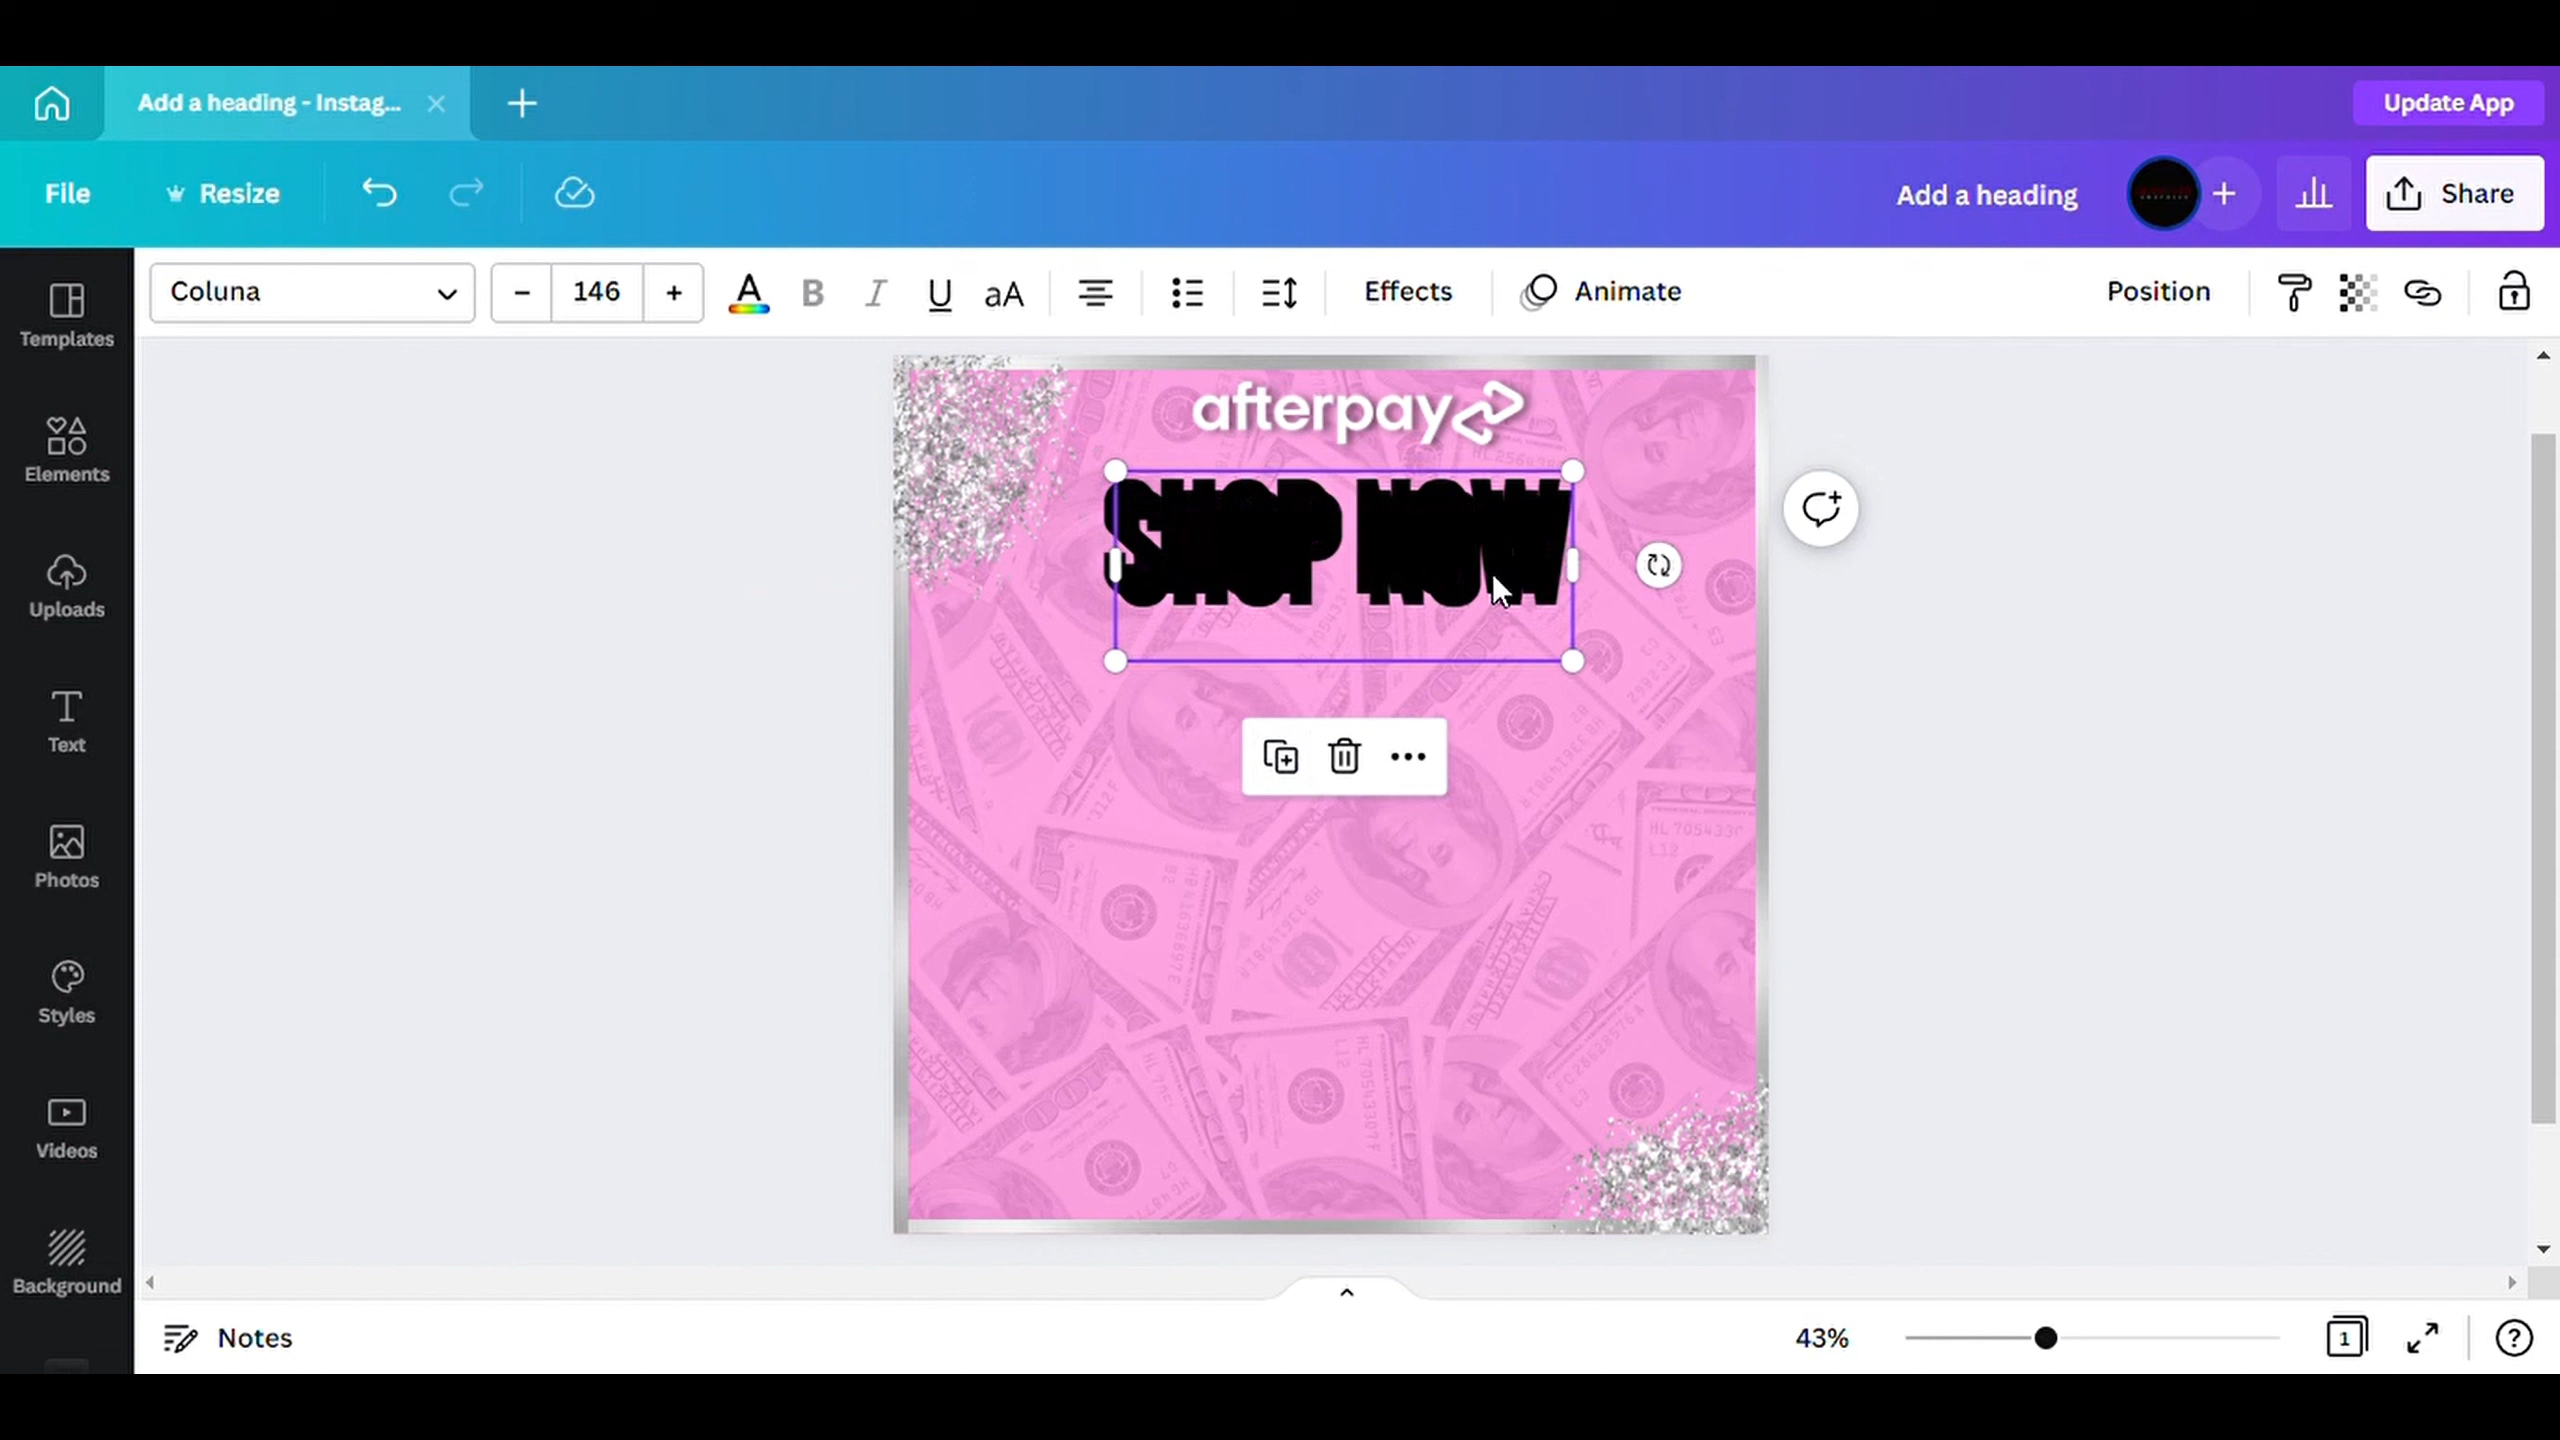 Add a heading - Instag...
Update App
File
Resize
Add a heading
Share
Coluna
146
A
B
I
U
aA
Effects
Animate
Position
Templates
Elements
Uploads
Text
Photos
Styles
Videos
Background
afterpay
SHOP NOW
Notes
43%
1